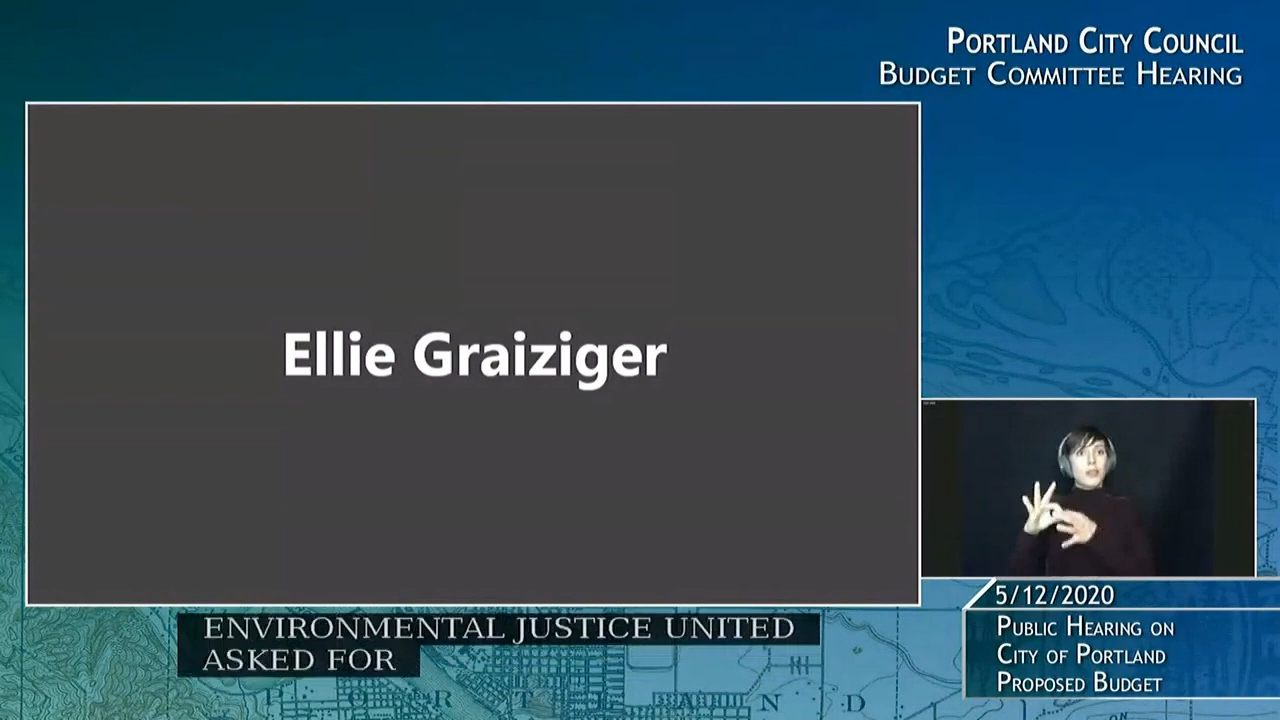 PORTLAND CITY COUNCIL
BUDGET COMMITTEE HEARING
Ellie Graiziger
ENVIRONMENTAL JUSTICE UNITED
ASKED FOR
5/12/2020
PUBLIC HEARING ON
CITY OF PORTLAND
PROPOSED BUDGET
P O R T L A N D